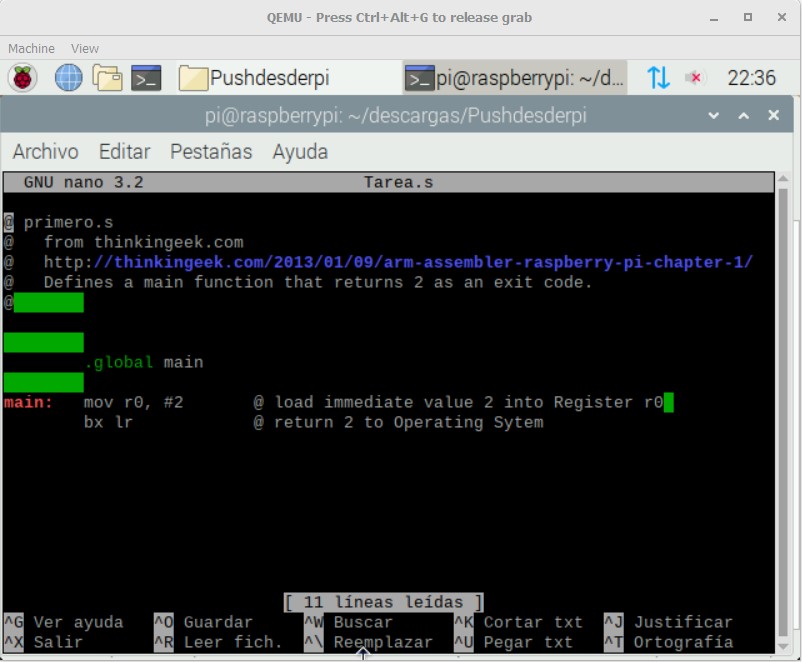 QEMU - Press Ctrl+Alt+G to release grab
Machine View
Pushdesderpi pi@raspberrypi: ~/d... 22:36
pi@raspberrypi: ~/descargas/Pushdesderpi
Archivo Editar Pestañas Ayuda
GNU nano 3.2 Tarea.s
@ primero.s
@ from thinkingeek.com
@ http://thinkingeek.com/2013/01/09/arm-assembler-raspberry-pi-chapter-1/
@ Defines a main function that returns 2 as an exit code.
@
.global main
main: mov r0, #2 @ load immediate value 2 into Register r0
bx lr @ return 2 to Operating Sytem
[ 11 líneas leídas ]
^G Ver ayuda ^O Guardar ^W Buscar ^K Cortar txt ^J Justificar
^X Salir ^R Leer fich. ^\ Reemplazar ^U Pegar txt ^T Ortografía